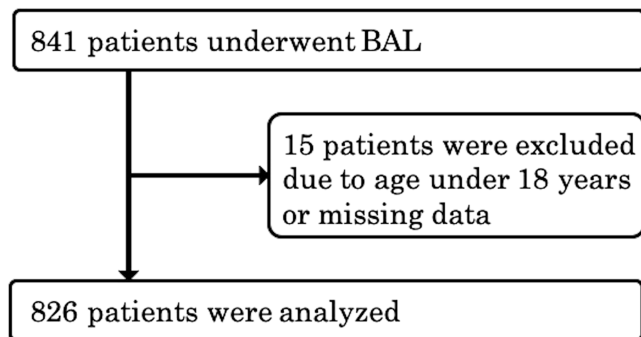 841 patients underwent BAL
15 patients were excluded
due to age under 18 years
or missing data
826 patients were analyzed